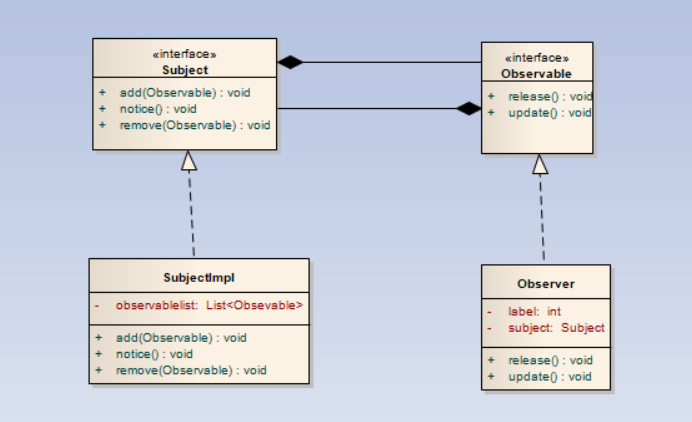 «interface»
Subject
+ add(Observable) : void
+ notice() : void
+ remove(Observable) : void
«interface»
Observable
+ release() : void
+ update() : void
SubjectImpl
- observablelist: List<Obsevable>
+ add(Observable) : void
+ notice() : void
+ remove(Observable) : void
Observer
- label: int
- subject: Subject
+ release() : void
+ update() : void